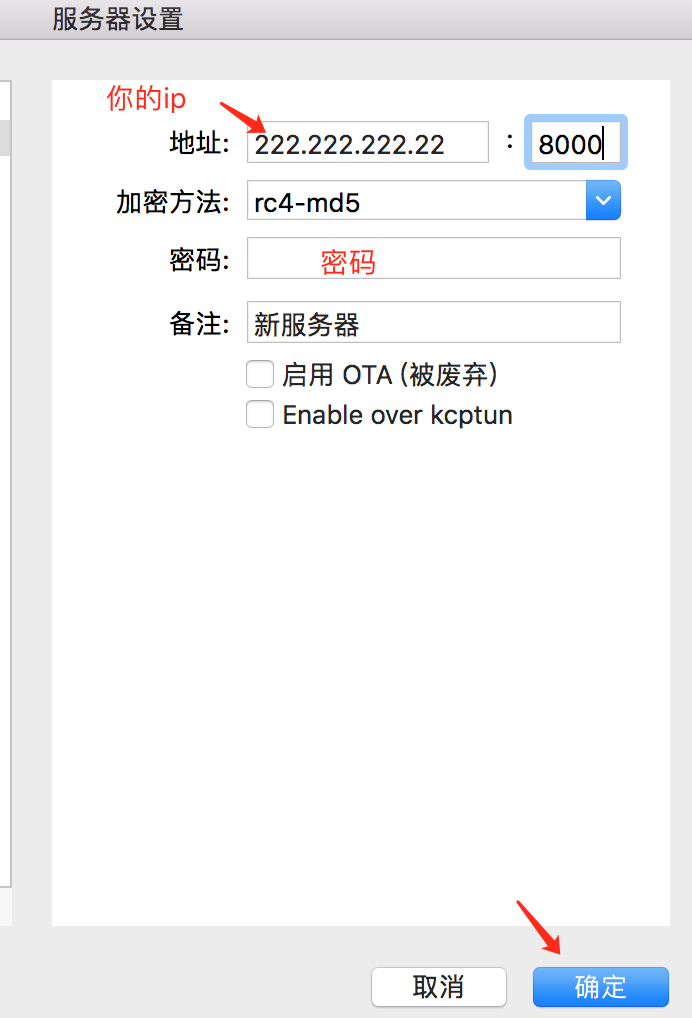 服务器设置
你的ip
地址: 222.222.222.22 : 8000
加密方法: rc4-md5
密码: 密码
备注: 新服务器
启用 OTA (被废弃)
Enable over kcptun
取消 确定